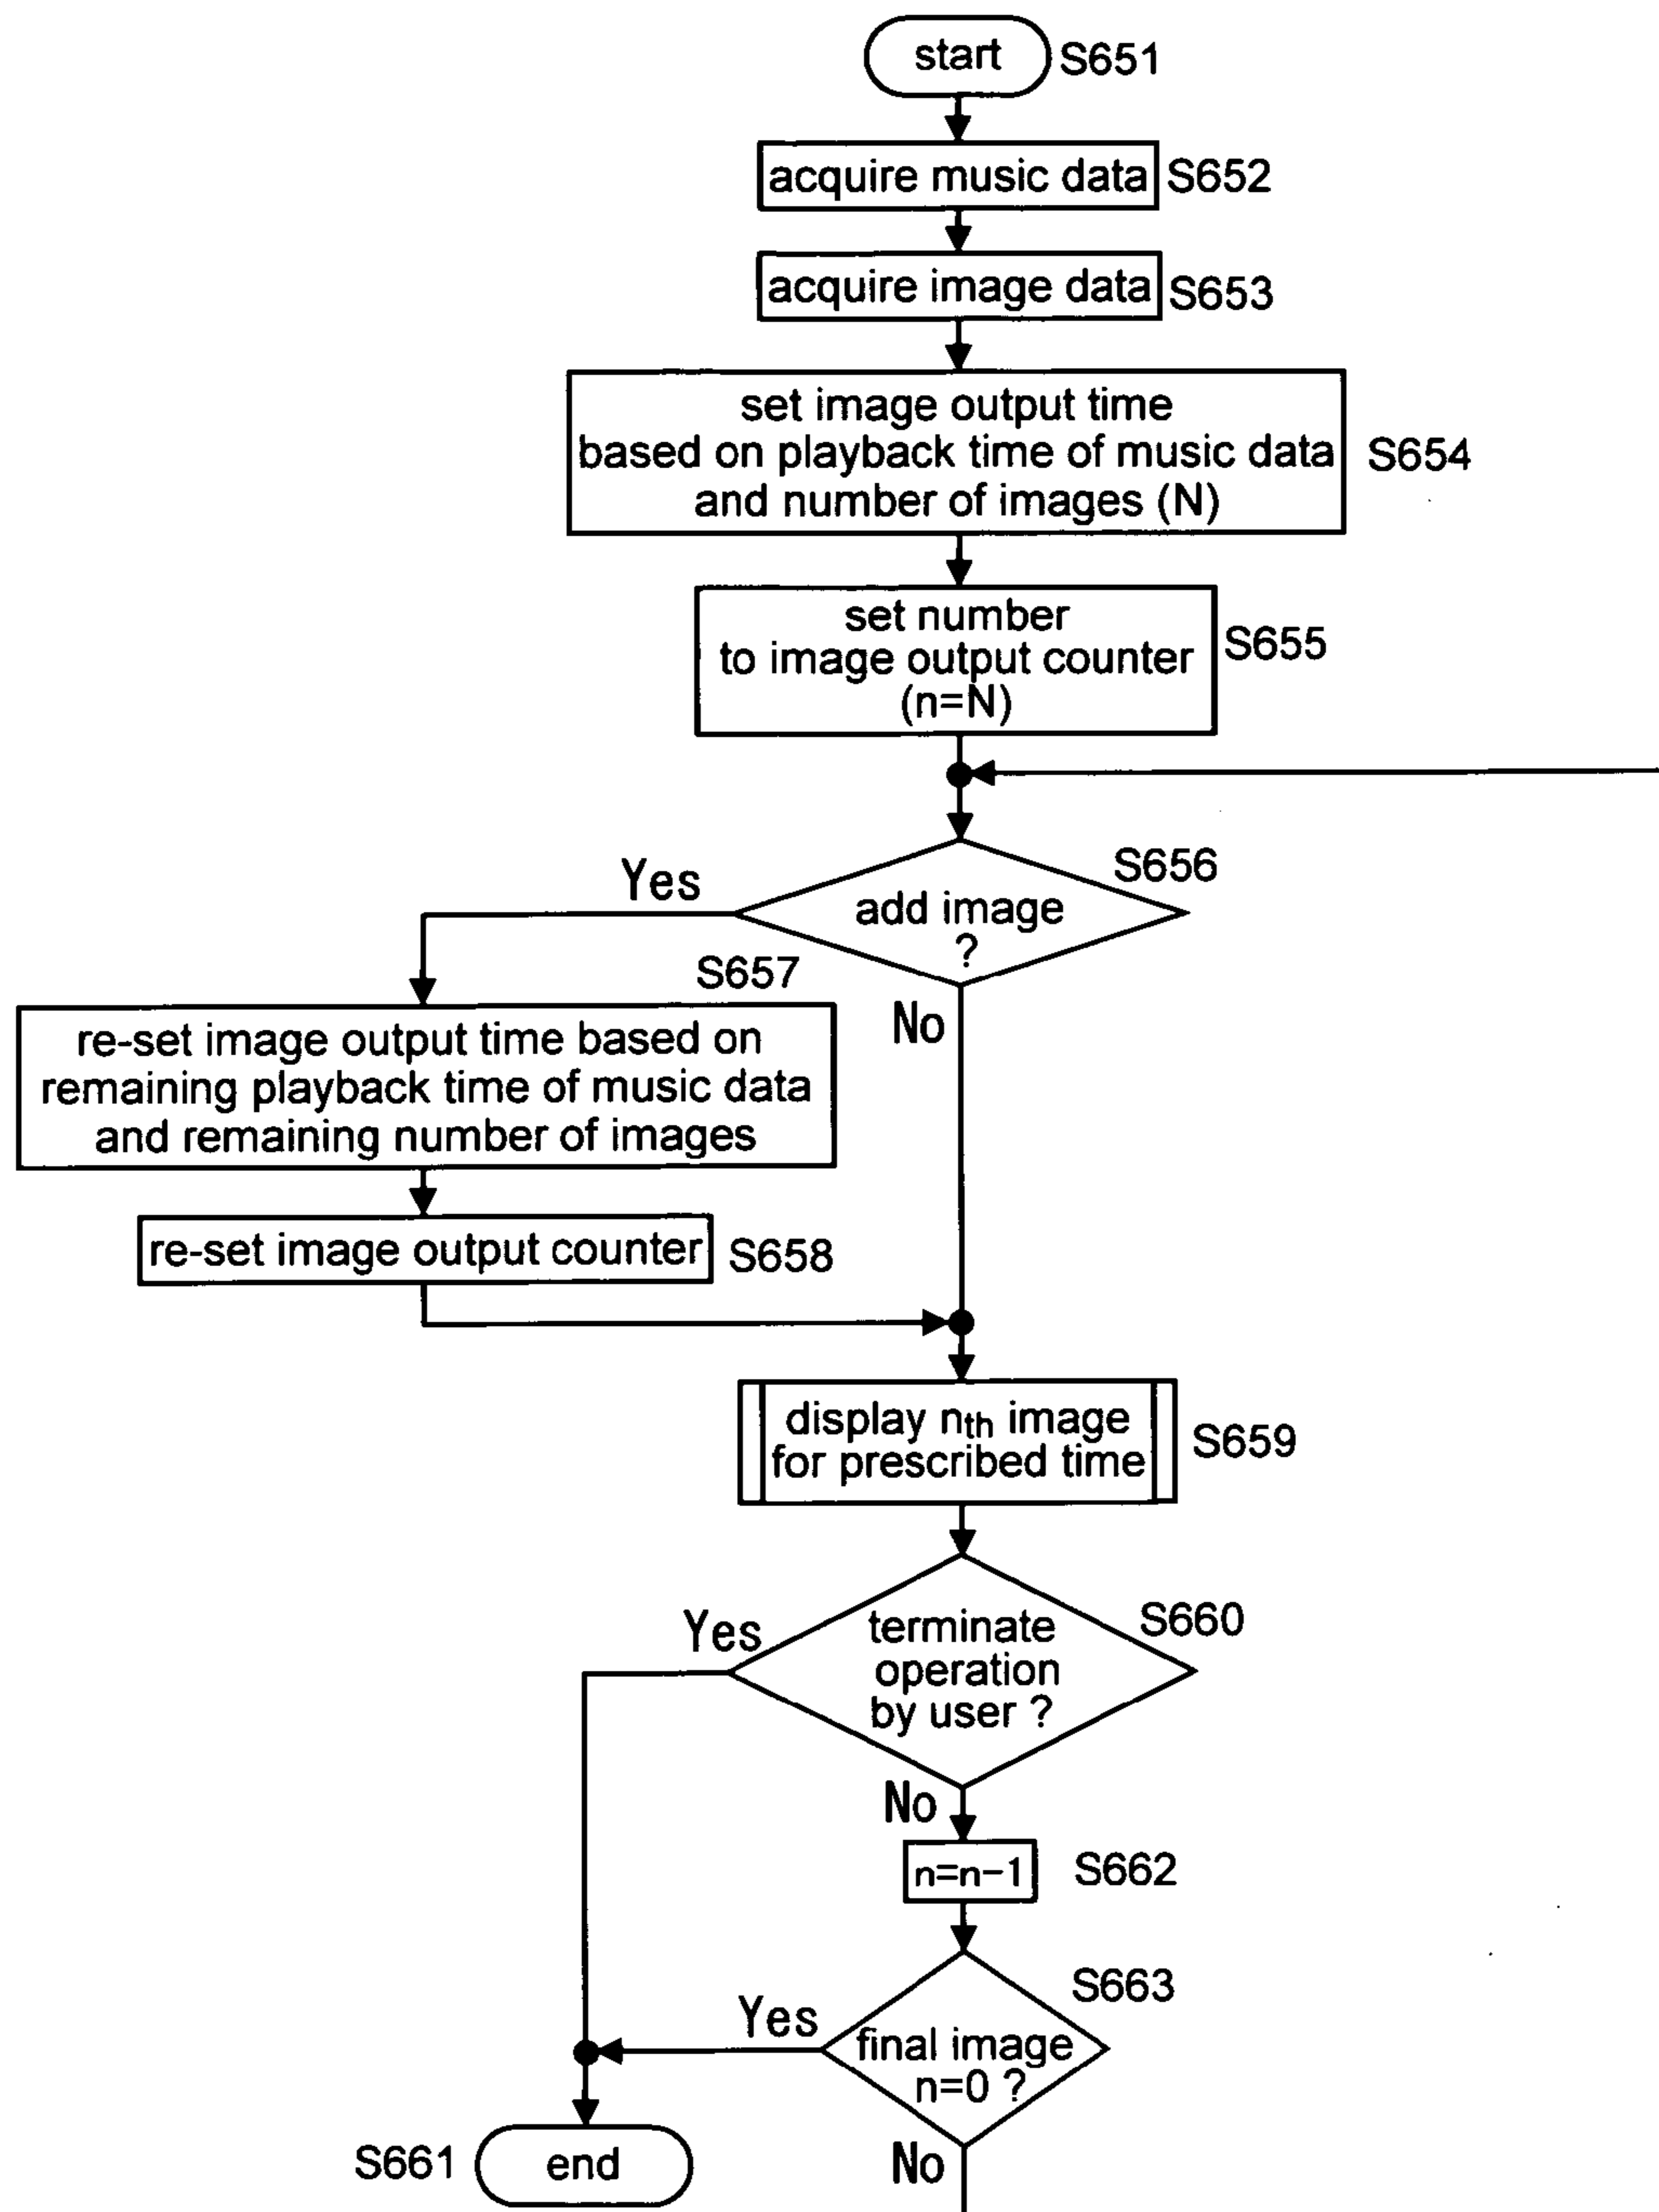 start S651
acquire music data S652
acquire image data S653
set image output time
based on playback time of music data S654
and number of images (N)
set number
to image output counter S655
(n=N)
S656
Yes
add image
?
S657
No
re-set image output time based on
remaining playback time of music data
and remaining number of images
re-set image output counter S658
display nth image
for prescribed time S659
S660
Yes
terminate
operation
by user ?
No
n=n-1 S662
S663
Yes
final image
n=0 ?
S661 end
No